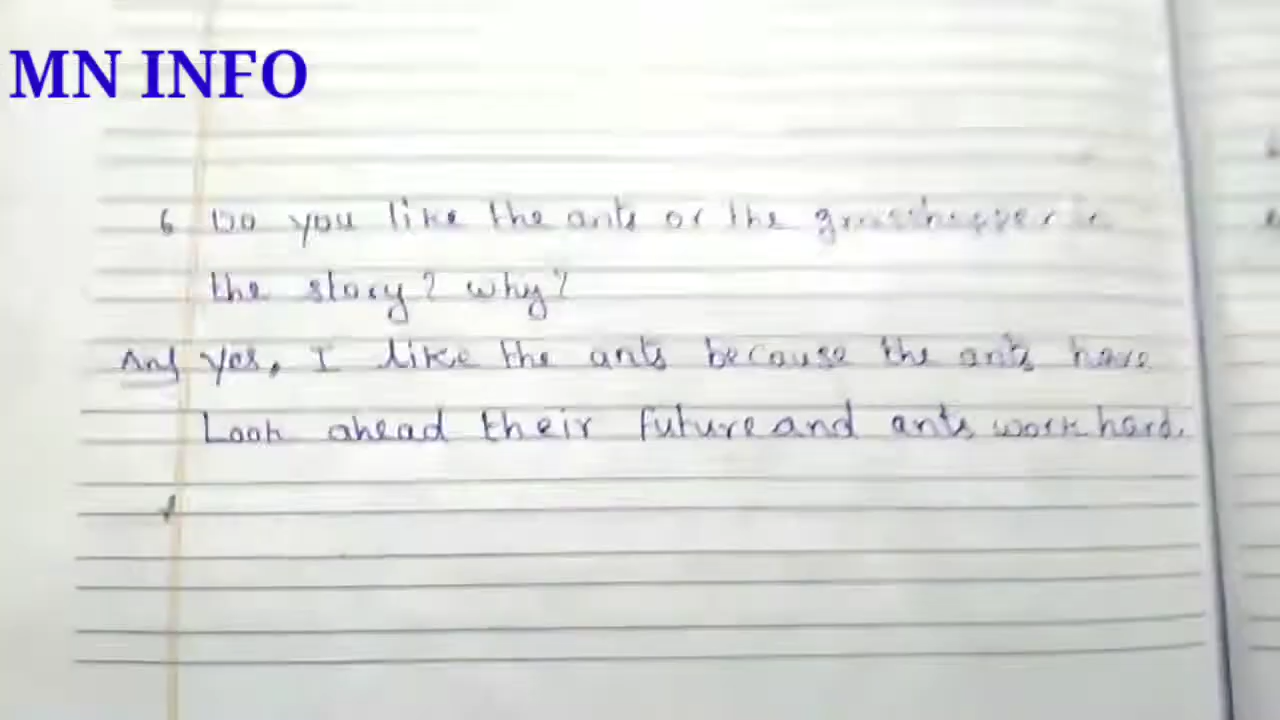 MN INFO
6 Do you like the ants or the grasshopper in
the story? why?
Ans Yes, I like the ants because the ants have
Look ahead their future and ants work hard.